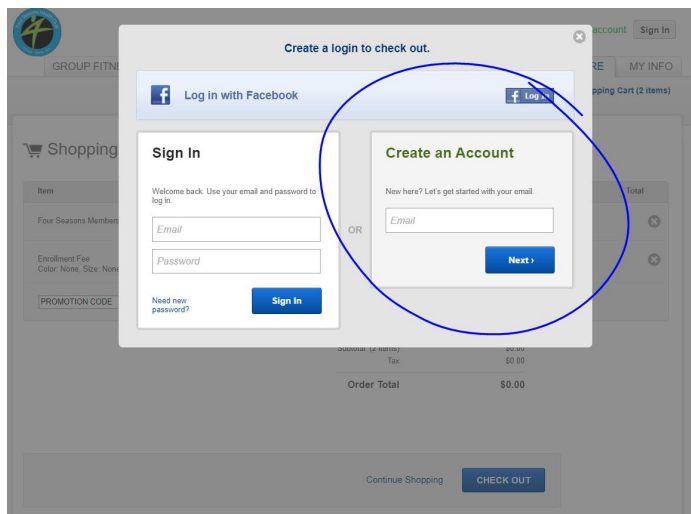 4
account Sign In
GROUP FITN
RE MY INFO
pping Cart (2 items)
Create a login to check out.
Log in with Facebook
Log in
Shopping
Sign In
Welcome back. Use your email and password to
log in.
Email
Password
Need new
password?
Sign In
OR
Create an Account
New here? Let's get started with your email.
Email
Next ›
Item
Total
Four Seasons Members
Enrollment Fee
Color: None, Size: None
PROMOTION CODE
Subtotal (2 items) $0.00
Tax $0.00
Order Total $0.00
Continue Shopping CHECK OUT